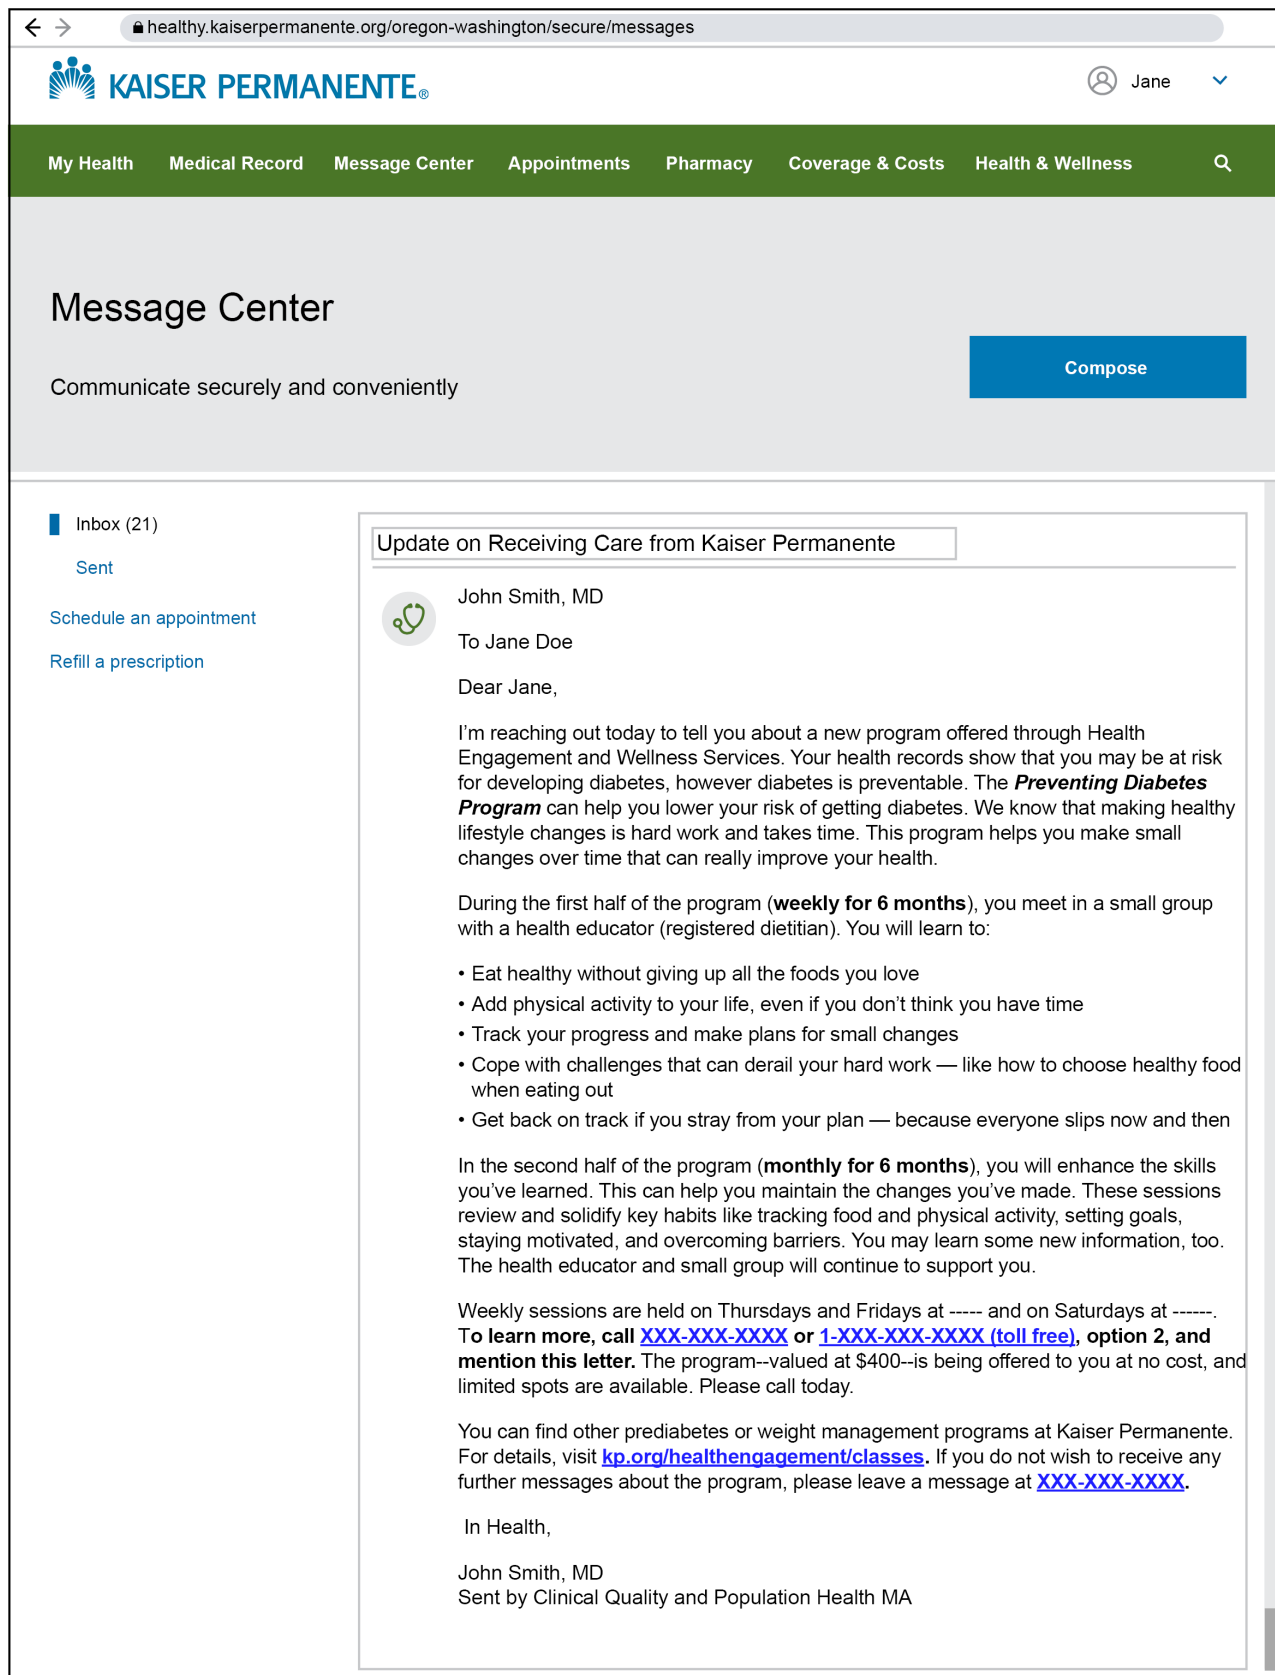 healthy.kaiserpermanente.org/oregon-washington/secure/messages
KAISER PERMANENTE®
Jane
My Health Medical Record Message Center Appointments Pharmacy Coverage & Costs Health & Wellness
Message Center
Communicate securely and conveniently
Compose
Inbox (21)
Sent
Schedule an appointment
Refill a prescription
Update on Receiving Care from Kaiser Permanente
John Smith, MD
To Jane Doe
Dear Jane,
I’m reaching out today to tell you about a new program offered through Health
Engagement and Wellness Services. Your health records show that you may be at risk
for developing diabetes, however diabetes is preventable. The Preventing Diabetes
Program can help you lower your risk of getting diabetes. We know that making healthy
lifestyle changes is hard work and takes time. This program helps you make small
changes over time that can really improve your health.
During the first half of the program (weekly for 6 months), you meet in a small group
with a health educator (registered dietitian). You will learn to:
• Eat healthy without giving up all the foods you love
• Add physical activity to your life, even if you don’t think you have time
• Track your progress and make plans for small changes
• Cope with challenges that can derail your hard work — like how to choose healthy food
when eating out
• Get back on track if you stray from your plan — because everyone slips now and then
In the second half of the program (monthly for 6 months), you will enhance the skills
you’ve learned. This can help you maintain the changes you’ve made. These sessions
review and solidify key habits like tracking food and physical activity, setting goals,
staying motivated, and overcoming barriers. You may learn some new information, too.
The health educator and small group will continue to support you.
Weekly sessions are held on Thursdays and Fridays at ----- and on Saturdays at ------.
To learn more, call XXX-XXX-XXXX or 1-XXX-XXX-XXXX (toll free), option 2, and
mention this letter. The program--valued at $400--is being offered to you at no cost, and
limited spots are available. Please call today.
You can find other prediabetes or weight management programs at Kaiser Permanente.
For details, visit kp.org/healthengagement/classes. If you do not wish to receive any
further messages about the program, please leave a message at XXX-XXX-XXXX.
In Health,
John Smith, MD
Sent by Clinical Quality and Population Health MA